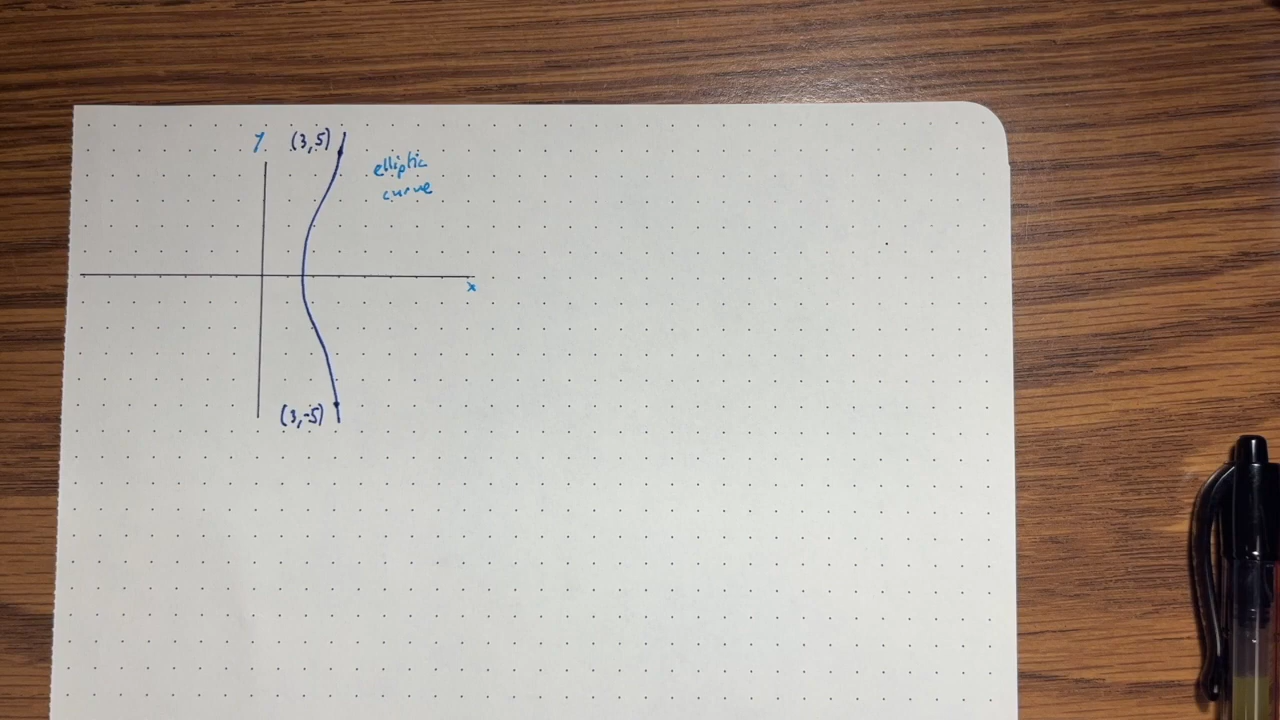 y
(3,5)
elliptic
curve
x
(3,-5)